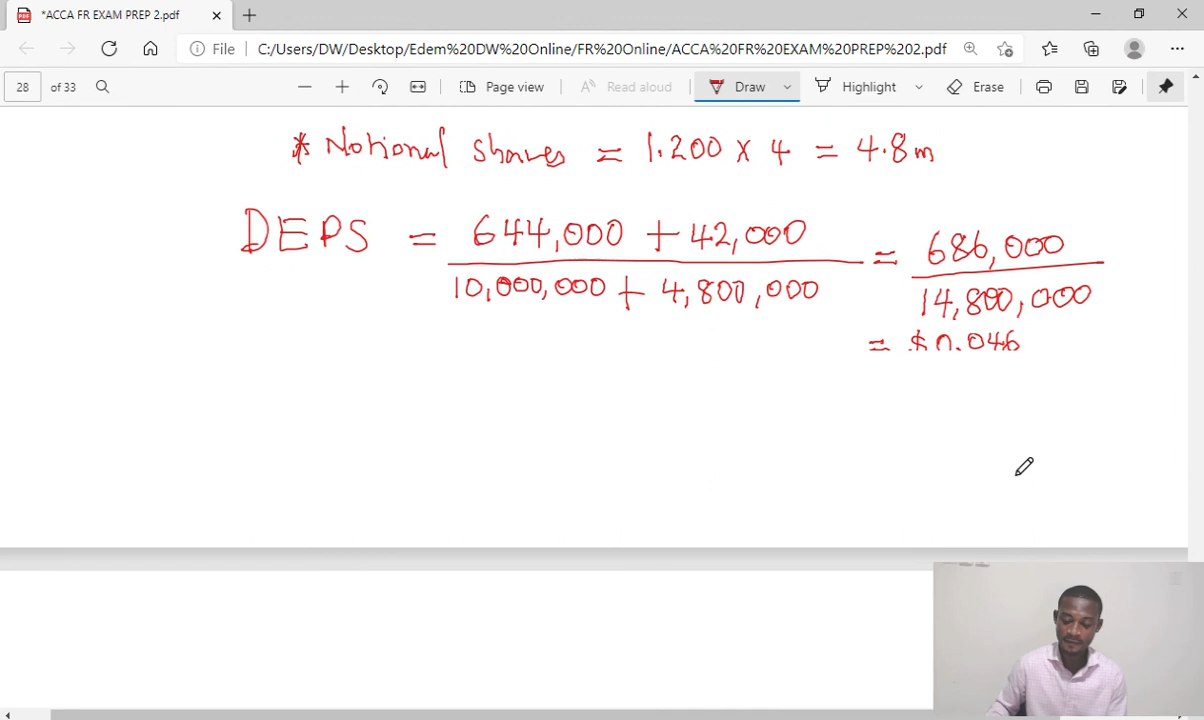 *ACCA FR EXAM PREP 2.pdf
File C:/Users/DW/Desktop/Edem%20DW%20Online/FR%20Online/ACCA%20FR%20EXAM%20PREP%202.pdf
28 of 33 Page view Read aloud Draw Highlight Erase
* Notional shares = 1.200 x 4 = 4.8m
DEPS = 644,000 + 42,000 = 686,000
10,000,000 + 4,800,000 14,800,000
= $0.046